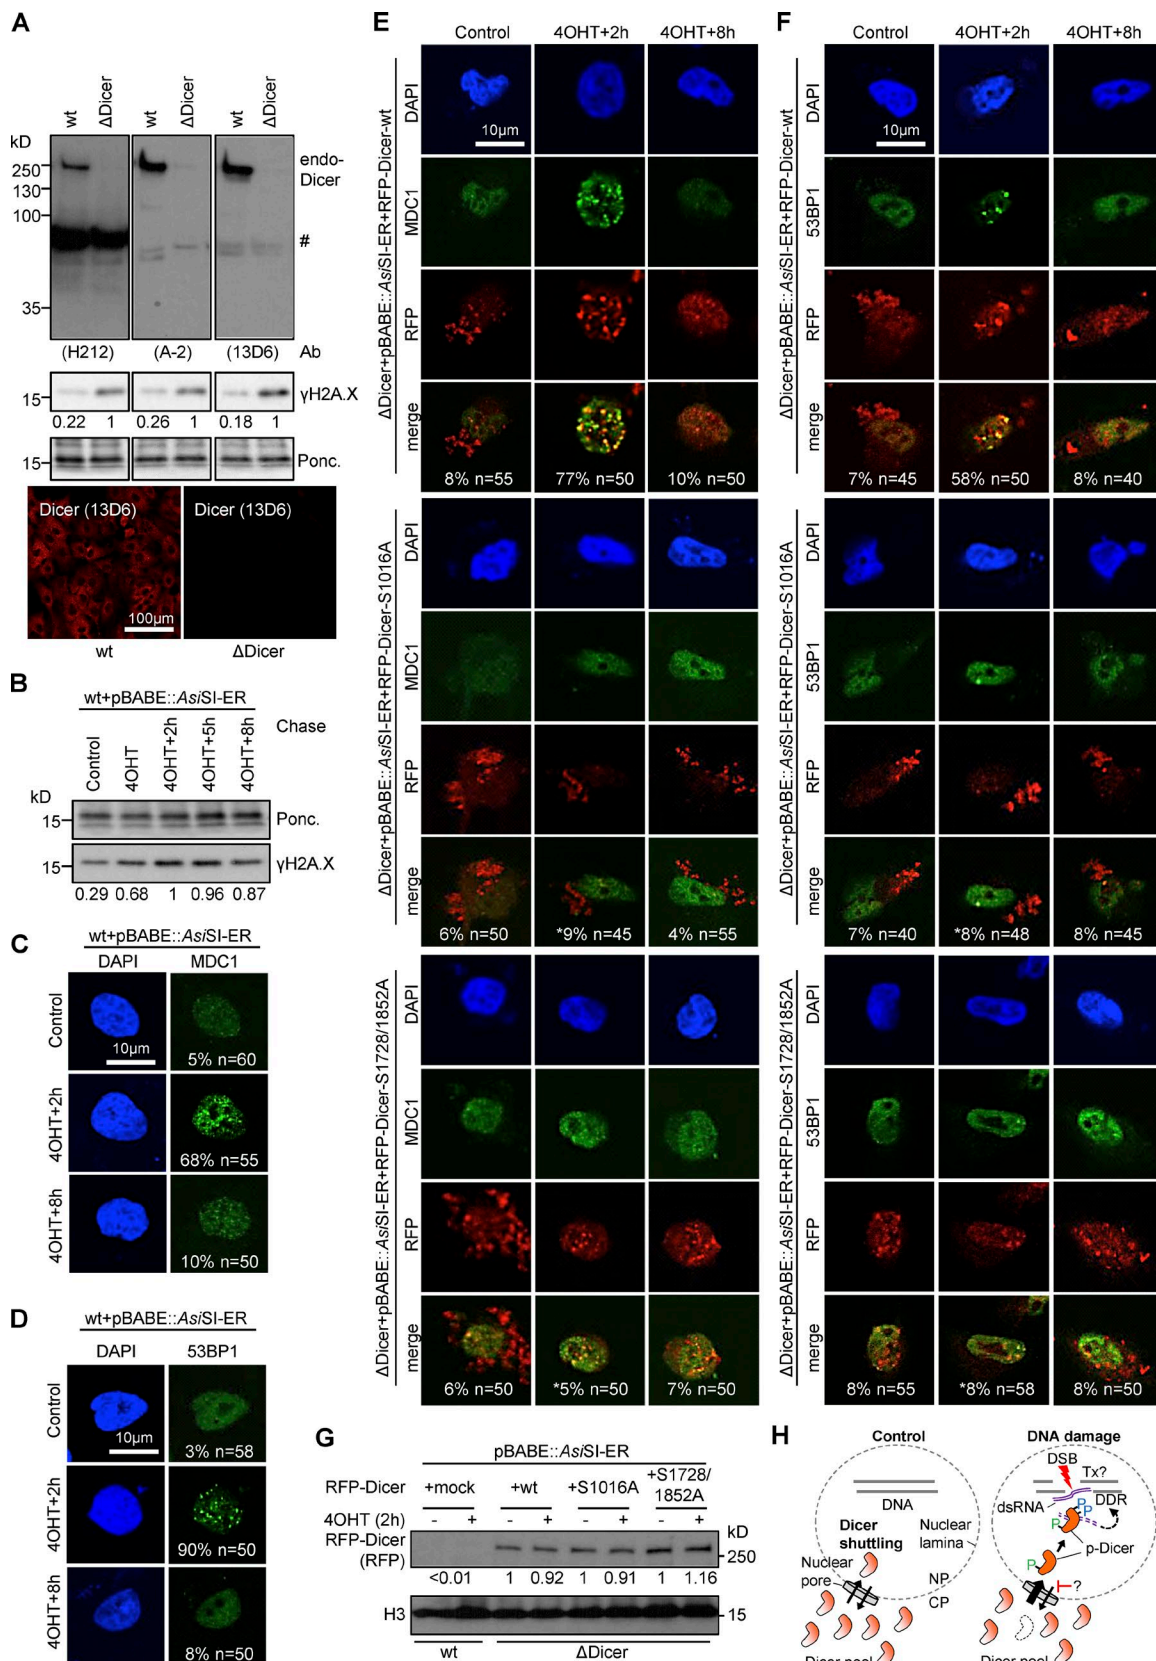 A
wt
ΔDicer
wt
ΔDicer
wt
ΔDicer
kD
250
130
100
35
endo-
Dicer
#
(H212)
(A-2)
(13D6)
Ab
15
γH2A.X
0.22
1
0.26
1
0.18
1
15
Ponc.
Dicer (13D6)
Dicer (13D6)
100μm
wt
ΔDicer
B
wt+pBABE::AsiSI-ER
Control
4OHT
4OHT+2h
4OHT+5h
4OHT+8h
Chase
kD
15
Ponc.
15
γH2A.X
0.29
0.68
1
0.96
0.87
C
wt+pBABE::AsiSI-ER
DAPI
MDC1
Control
10μm
5% n=60
4OHT+2h
68% n=55
4OHT+8h
10% n=50
D
wt+pBABE::AsiSI-ER
DAPI
53BP1
Control
10μm
3% n=58
4OHT+2h
90% n=50
4OHT+8h
8% n=50
E
Control
4OHT+2h
4OHT+8h
ΔDicer+pBABE::AsiSI-ER+RFP-Dicer-wt
DAPI
10μm
MDC1
RFP
merge
8% n=55
77% n=50
10% n=50
ΔDicer+pBABE::AsiSI-ER+RFP-Dicer-S1016A
DAPI
MDC1
RFP
merge
6% n=50
*9% n=45
4% n=55
ΔDicer+pBABE::AsiSI-ER+RFP-Dicer-S1728/1852A
DAPI
MDC1
RFP
merge
6% n=50
*5% n=50
7% n=50
F
Control
4OHT+2h
4OHT+8h
ΔDicer+pBABE::AsiSI-ER+RFP-Dicer-wt
DAPI
10μm
53BP1
RFP
merge
7% n=45
58% n=50
8% n=40
ΔDicer+pBABE::AsiSI-ER+RFP-Dicer-S1016A
DAPI
53BP1
RFP
merge
7% n=40
*8% n=48
8% n=45
ΔDicer+pBABE::AsiSI-ER+RFP-Dicer-S1728/1852A
DAPI
53BP1
RFP
merge
8% n=55
*8% n=58
8% n=50
G
pBABE::AsiSI-ER
RFP-Dicer
+mock
+wt
+S1016A
+S1728/
1852A
4OHT (2h)
- + - + - + - +
RFP-Dicer
(RFP)
kD
250
<0.01
1
0.92
1
0.91
1
1.16
H3
15
wt
ΔDicer
H
Control
DNA
Dicer
shuttling
Nuclear
lamina
Nuclear
pore
NP
CP
Dicer pool
DNA damage
DSB
Tx?
dsRNA
DDR
P
P
P
p-Dicer
P
?
Dicer pool